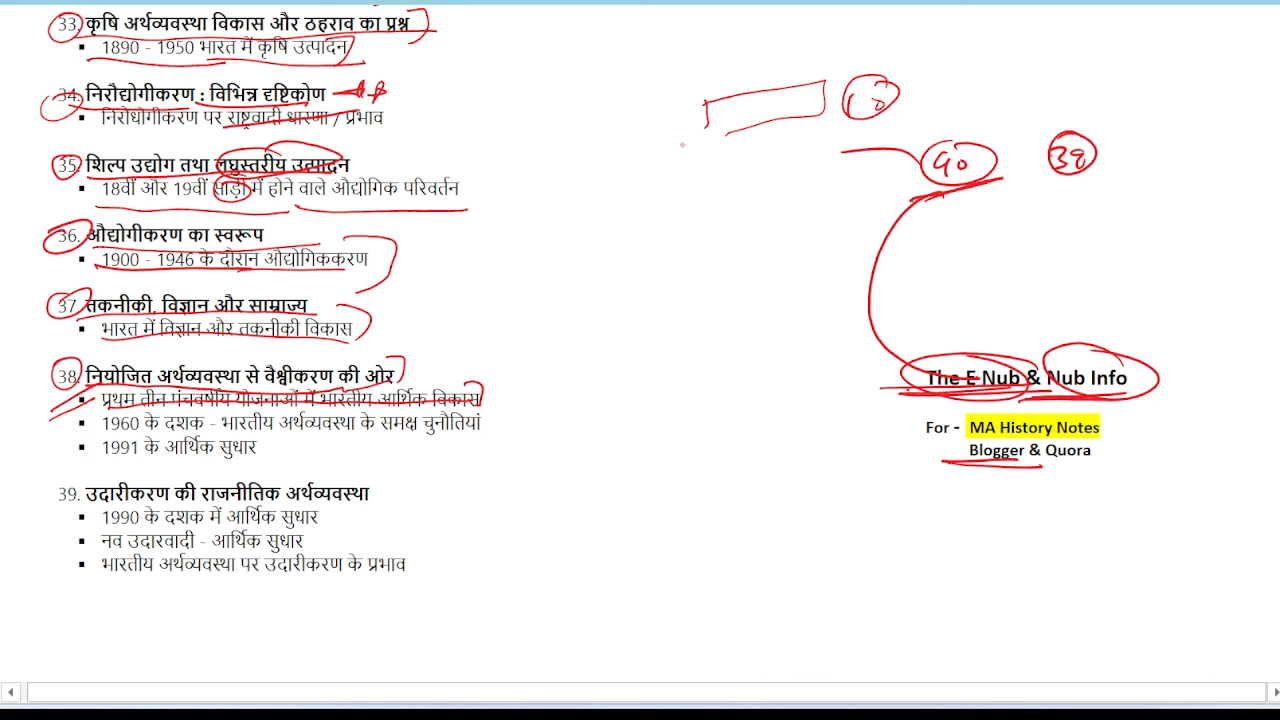 33. कृषि अर्थव्यवस्था विकास और ठहराव का प्रश्न
▪ 1890 - 1950 भारत में कृषि उत्पादन
34. निरौद्योगीकरण : विभिन्न दृष्टिकोण
▪ निरोधोगीकरण पर राष्ट्रवादी धारणा / प्रभाव
35. शिल्प उद्योग तथा लघुस्तरीय उत्पादन
▪ 18वीं और 19वीं साड़ी में होने वाले औद्योगिक परिवर्तन
36. औद्योगीकरण का स्वरूप
▪ 1900 - 1946 के दौरान औद्योगिककरण
37. तकनीकी, विज्ञान और साम्राज्य
▪ भारत में विज्ञान और तकनीकी विकास
38. नियोजित अर्थव्यवस्था से वैश्वीकरण की ओर
▪ प्रथम तीन पंचवर्षीय योजनाओं में भारतीय आर्थिक विकास
▪ 1960 के दशक - भारतीय अर्थव्यवस्था के समक्ष चुनौतियां
▪ 1991 के आर्थिक सुधार
39. उदारीकरण की राजनीतिक अर्थव्यवस्था
▪ 1990 के दशक में आर्थिक सुधार
▪ नव उदारवादी - आर्थिक सुधार
▪ भारतीय अर्थव्यवस्था पर उदारीकरण के प्रभाव
The E Nub & Nub Info
For - MA History Notes
Blogger & Quora